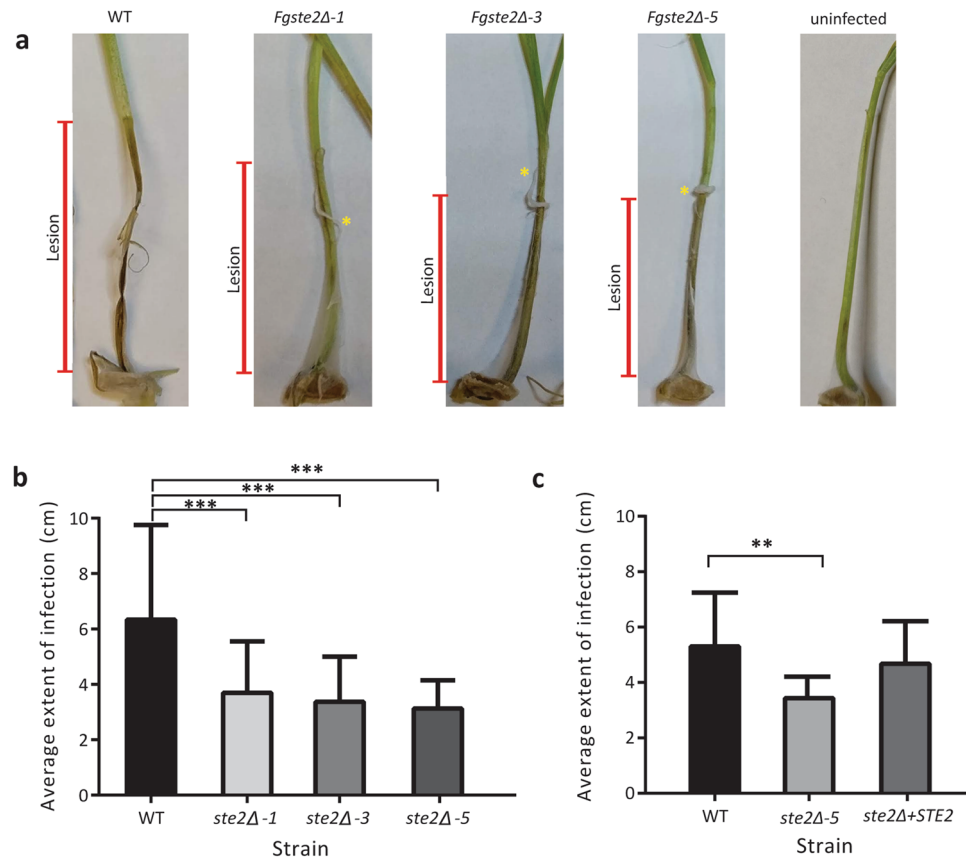 a
WT
Fgste2Δ-1
Fgste2Δ-3
Fgste2Δ-5
uninfected
Lesion
Lesion
*
Lesion
*
Lesion
*
b
***
***
***
Average extent of infection (cm)
10
8
6
4
2
0
WT
ste2Δ-1
ste2Δ-3
ste2Δ-5
Strain
c
**
Average extent of infection (cm)
10
8
6
4
2
0
WT
ste2Δ-5
ste2Δ+STE2
Strain